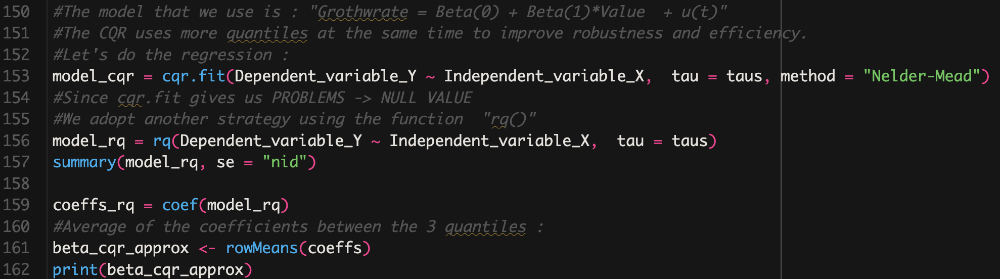 150 #The model that we use is : "Grothwrate = Beta(0) + Beta(1)*Value  + u(t)"
151 #The CQR uses more quantiles at the same time to improve robustness and efficiency.
152 #Let's do the regression :
153 model_cqr = cqr.fit(Dependent_variable_Y ~ Independent_variable_X,  tau = taus, method = "Nelder-Mead")
154 #Since cqr.fit gives us PROBLEMS -> NULL VALUE
155 #We adopt another strategy using the function  "rq()"
156 model_rq = rq(Dependent_variable_Y ~ Independent_variable_X,  tau = taus)
157 summary(model_rq, se = "nid")
158
159 coeffs_rq = coef(model_rq)
160 #Average of the coefficients between the 3 quantiles :
161 beta_cqr_approx <- rowMeans(coeffs)
162 print(beta_cqr_approx)